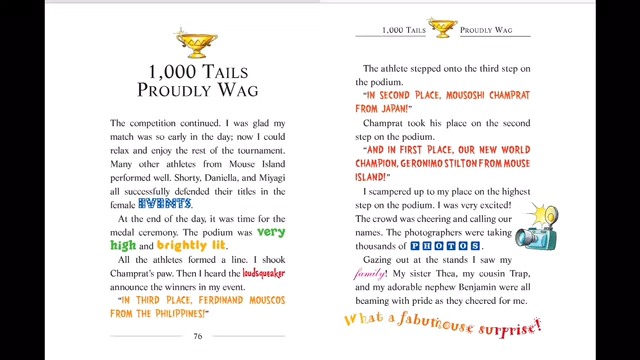 1,000 TAILS
PROUDLY WAG
The competition continued. I was glad my
match was so early in the day; now I could
relax and enjoy the rest of the tournament.
Many other athletes from Mouse Island
performed well. Shorty, Daniella, and Miyagi
all successfully defended their titles in the
female EVENTS.
At the end of the day, it was time for the
medal ceremony. The podium was very
high and brightly lit.
All the athletes formed a line. I shook
Champrat's paw. Then I heard the loudsqueaker
announce the winners in my event.
"IN THIRD PLACE, FERDINAND MOUSCOS
FROM THE PHILIPPINES!"
76
1,000 TAILS PROUDLY WAG
The athlete stepped onto the third step on
the podium.
"IN SECOND PLACE, MOUSOSHI CHAMPRAT
FROM JAPAN!"
Champrat took his place on the second
step on the podium.
"AND IN FIRST PLACE, OUR NEW WORLD
CHAMPION, GERONIMO STILTON FROM MOUSE
ISLAND!"
I scampered up to my place on the highest
step on the podium. I was very excited!
The crowd was cheering and calling our
names. The photographers were taking
thousands of PHOTOS.
Gazing out at the stands I saw my
family! My sister Thea, my cousin Trap,
and my adorable nephew Benjamin were all
beaming with pride as they cheered for me.
What a fabumouse surprise!